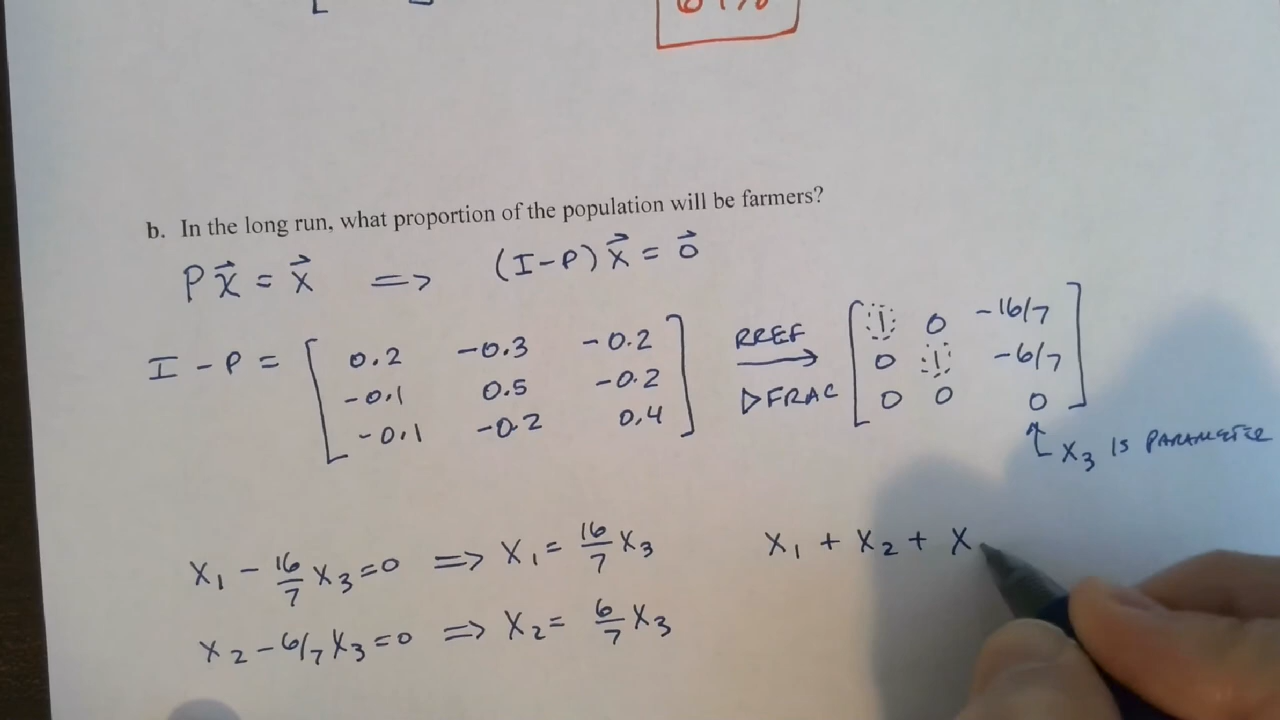 b. In the long run, what proportion of the population will be farmers?
Px⃗ = x⃗ => (I-P)x⃗ = 0⃗
I - P = [ 0.2 -0.3 -0.2 ] RREF [ 1 0 -16/7 ]
-0.1 0.5 -0.2 → 0 1 -6/7
-0.1 -0.2 0.4 ▷FRAC 0 0 0
↑ X₃ IS PARAMETER
X₁ - 16/7 X₃ = 0 => X₁ = 16/7 X₃ X₁ + X₂ + X
X₂ - 6/7 X₃ = 0 => X₂ = 6/7 X₃